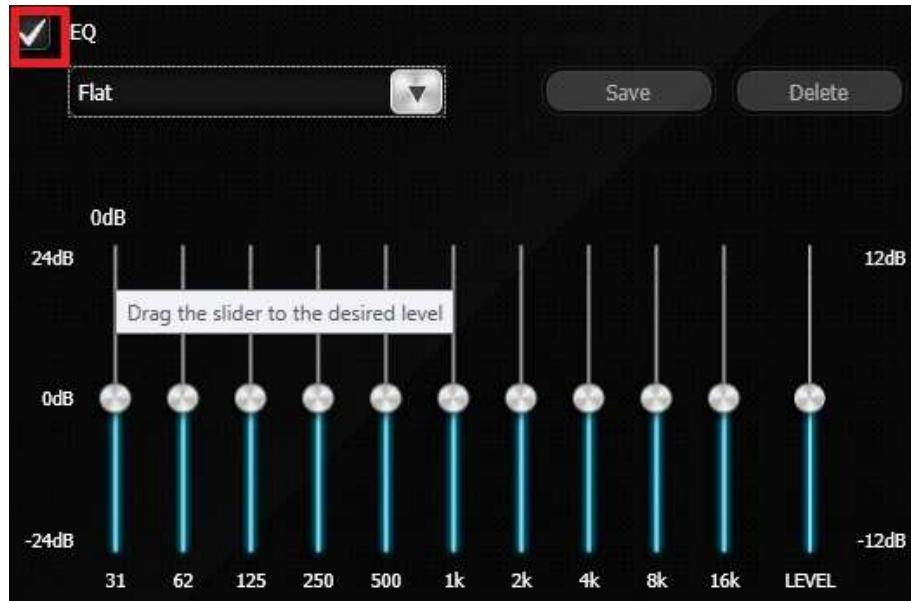 EQ
Flat
Save Delete
0dB
24dB 12dB
Drag the slider to the desired level
0dB
-24dB -12dB
31 62 125 250 500 1k 2k 4k 8k 16k LEVEL